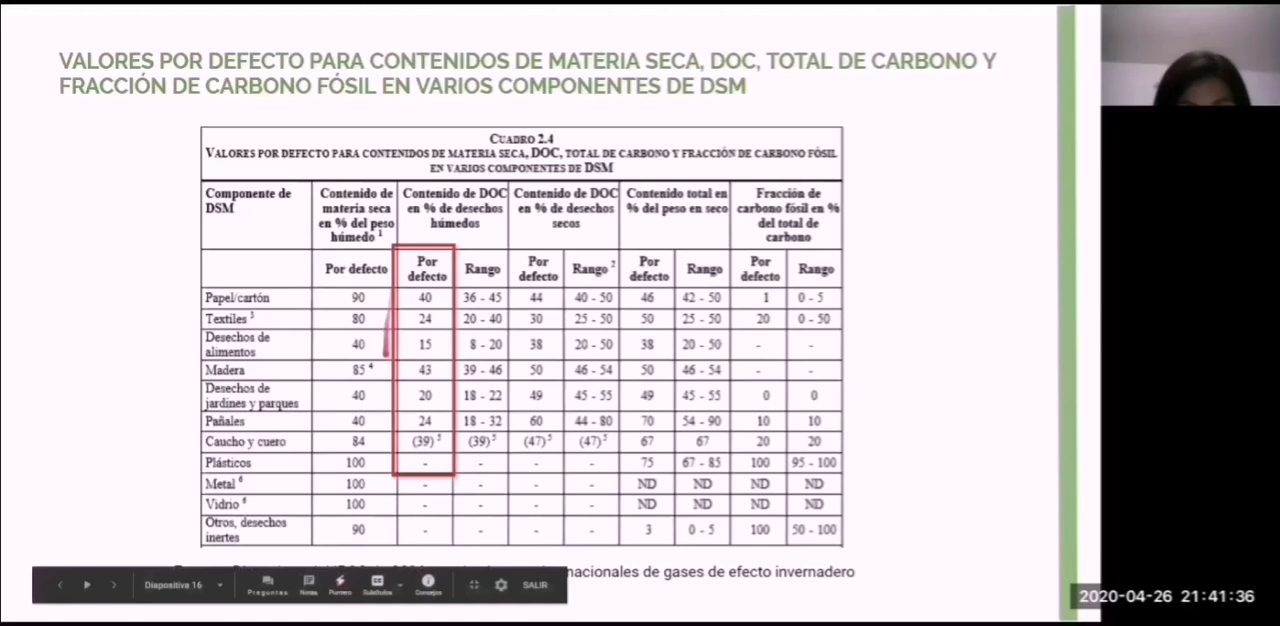 VALORES POR DEFECTO PARA CONTENIDOS DE MATERIA SECA, DOC, TOTAL DE CARBONO Y
FRACCIÓN DE CARBONO FÓSIL EN VARIOS COMPONENTES DE DSM
CUADRO 2.4
VALORES POR DEFECTO PARA CONTENIDOS DE MATERIA SECA, DOC, TOTAL DE CARBONO Y FRACCIÓN DE CARBONO FÓSIL
EN VARIOS COMPONENTES DE DSM
Componente de DSM Contenido de materia seca en % del peso húmedo 1 Contenido de DOC en % de desechos húmedos Contenido de DOC en % de desechos secos Contenido total en % del peso en seco Fracción de carbono fósil en % del total de carbono
Por defecto Por defecto Rango Por defecto Rango 2 Por defecto Rango Por defecto Rango
Papel/cartón 90 40 36 - 45 44 40 - 50 46 42 - 50 1 0 - 5
Textiles 3 80 24 20 - 40 30 25 - 50 50 25 - 50 20 0 - 50
Desechos de alimentos 40 15 8 - 20 38 20 - 50 38 20 - 50 - -
Madera 85 4 43 39 - 46 50 46 - 54 50 46 - 54 - -
Desechos de jardines y parques 40 20 18 - 22 49 45 - 55 49 45 - 55 0 0
Pañales 40 24 18 - 32 60 44 - 80 70 54 - 90 10 10
Caucho y cuero 84 (39) 5 (39) 5 (47) 5 (47) 5 67 67 20 20
Plásticos 100 - - - - 75 67 - 85 100 95 - 100
Metal 6 100 - - - - ND ND ND ND
Vidrio 6 100 - - - - ND ND ND ND
Otros, desechos inertes 90 - - - - 3 0 - 5 100 50 - 100
nacionales de gases de efecto invernadero
Diapositiva 16 Preguntas Notas Puntero Subtítulos Consejos SALIR
2020-04-26 21:41:36